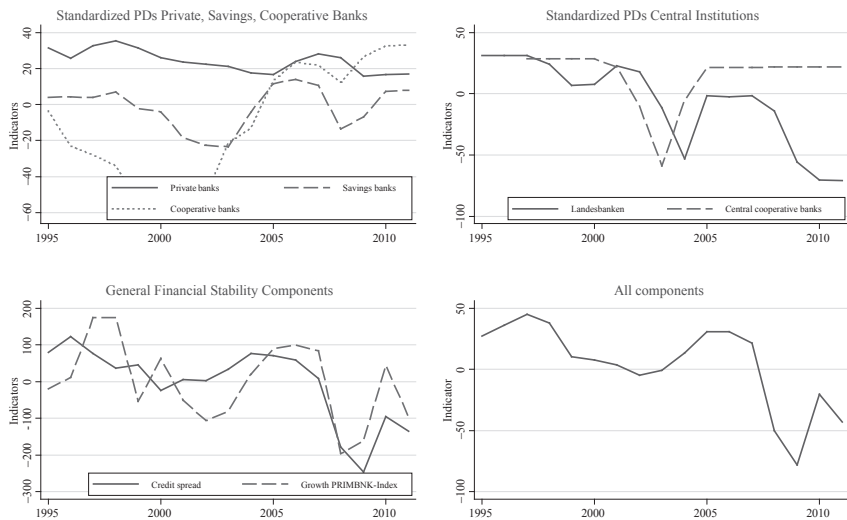 Standardized PDs Private, Savings, Cooperative Banks
Indicators
40
20
0
−20
−40
−60
Private banks
Savings banks
Cooperative banks
1995
2000
2005
2010
Standardized PDs Central Institutions
Indicators
50
0
−50
−100
Landesbanken
Central cooperative banks
1995
2000
2005
2010
General Financial Stability Components
Indicators
200
100
0
−100
−200
−300
Credit spread
Growth PRIMBNK-Index
1995
2000
2005
2010
All components
Indicator
50
0
−50
−100
1995
2000
2005
2010